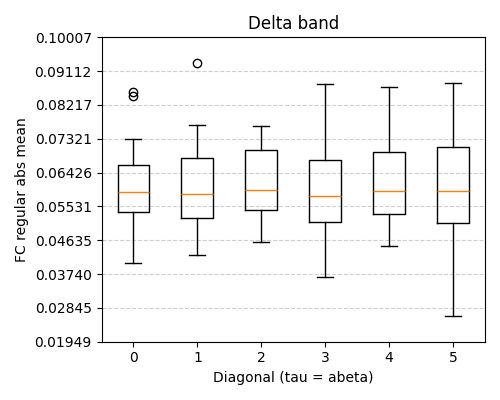 Delta band
FC regular abs mean
0.10007
0.09112
0.08217
0.07321
0.06426
0.05531
0.04635
0.03740
0.02845
0.01949
0 1 2 3 4 5
Diagonal (tau = abeta)